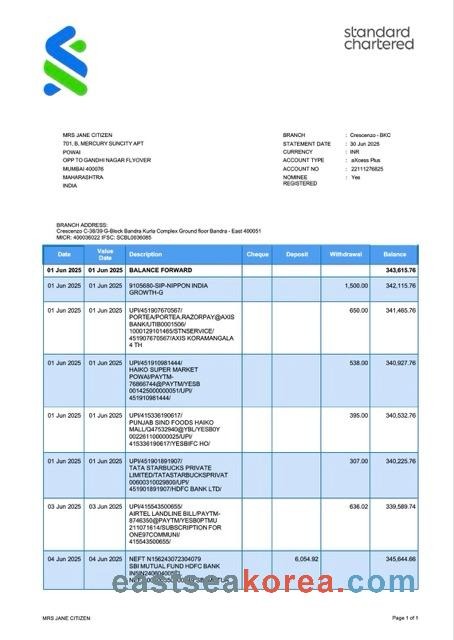 standard
chartered
MRS JANE CITIZEN
701, B, MERCURY SUNCITY APT
POWAI
OPP TO GANDHI NAGAR FLYOVER
MUMBAI 400076
MAHARASHTRA
INDIA
BRANCH : Crescenzo - BKC
STATEMENT DATE : 30 Jun 2025
CURRENCY : INR
ACCOUNT TYPE : aXcess Plus
ACCOUNT NO : 22111276825
NOMINEE : Yes
REGISTERED
BRANCH ADDRESS:
Crescenzo C-38/39 G-Block Bandra Kurla Complex Ground floor Bandra - East 400051
MICR: 400036022 IFSC: SCBL0036085
Date Value Date Description Cheque Deposit Withdrawal Balance
01 Jun 2025 01 Jun 2025 BALANCE FORWARD 343,615.76
01 Jun 2025 01 Jun 2025 9105680-SIP-NIPPON INDIA 1,500.00 342,115.76
GROWTH-G
01 Jun 2025 01 Jun 2025 UPI/451907670567/ 650.00 341,465.76
PORTEA/PORTEA.RAZORPAY@AXIS
BANK/UTIB0001506/
1000129101465/STNSERVICE/
451907670567/AXIS KORAMANGALA
4 TH
01 Jun 2025 01 Jun 2025 UPI/451910981444/ 538.00 340,927.76
HAIKO SUPER MARKET
POWAI/PAYTM-
76866744@PAYTM/YESB
001425000000051/UPI/
451910981444/
01 Jun 2025 01 Jun 2025 UPI/415336190617/ 395.00 340,532.76
PUNJAB SIND FOODS HAIKO
MALL/Q47532940@YBL/YESB0Y
002261100000025/UPI/
415336190617/YESBIFC HO/
01 Jun 2025 01 Jun 2025 UPI/451901891907/ 307.00 340,225.76
TATA STARBUCKS PRIVATE
LIMITED/TATASTARBUCKSPRIVAT
00600310029800/UPI/
451901891907/HDFC BANK LTD/
03 Jun 2025 03 Jun 2025 UPI/415543500655/ 636.02 339,589.74
AIRTEL LANDLINE BILL/PAYTM-
8746350@PAYTM/YESB0PTMU
211071614/SUBSCRIPTION FOR
ONE97COMMUNI/
415543500655/
04 Jun 2025 04 Jun 2025 NEFT N156243072304079 6,054.92 345,644.66
SBI MUTUAL FUND HDFC BANK
eastseakorea.com
MRS JANE CITIZEN Page 1 of 1